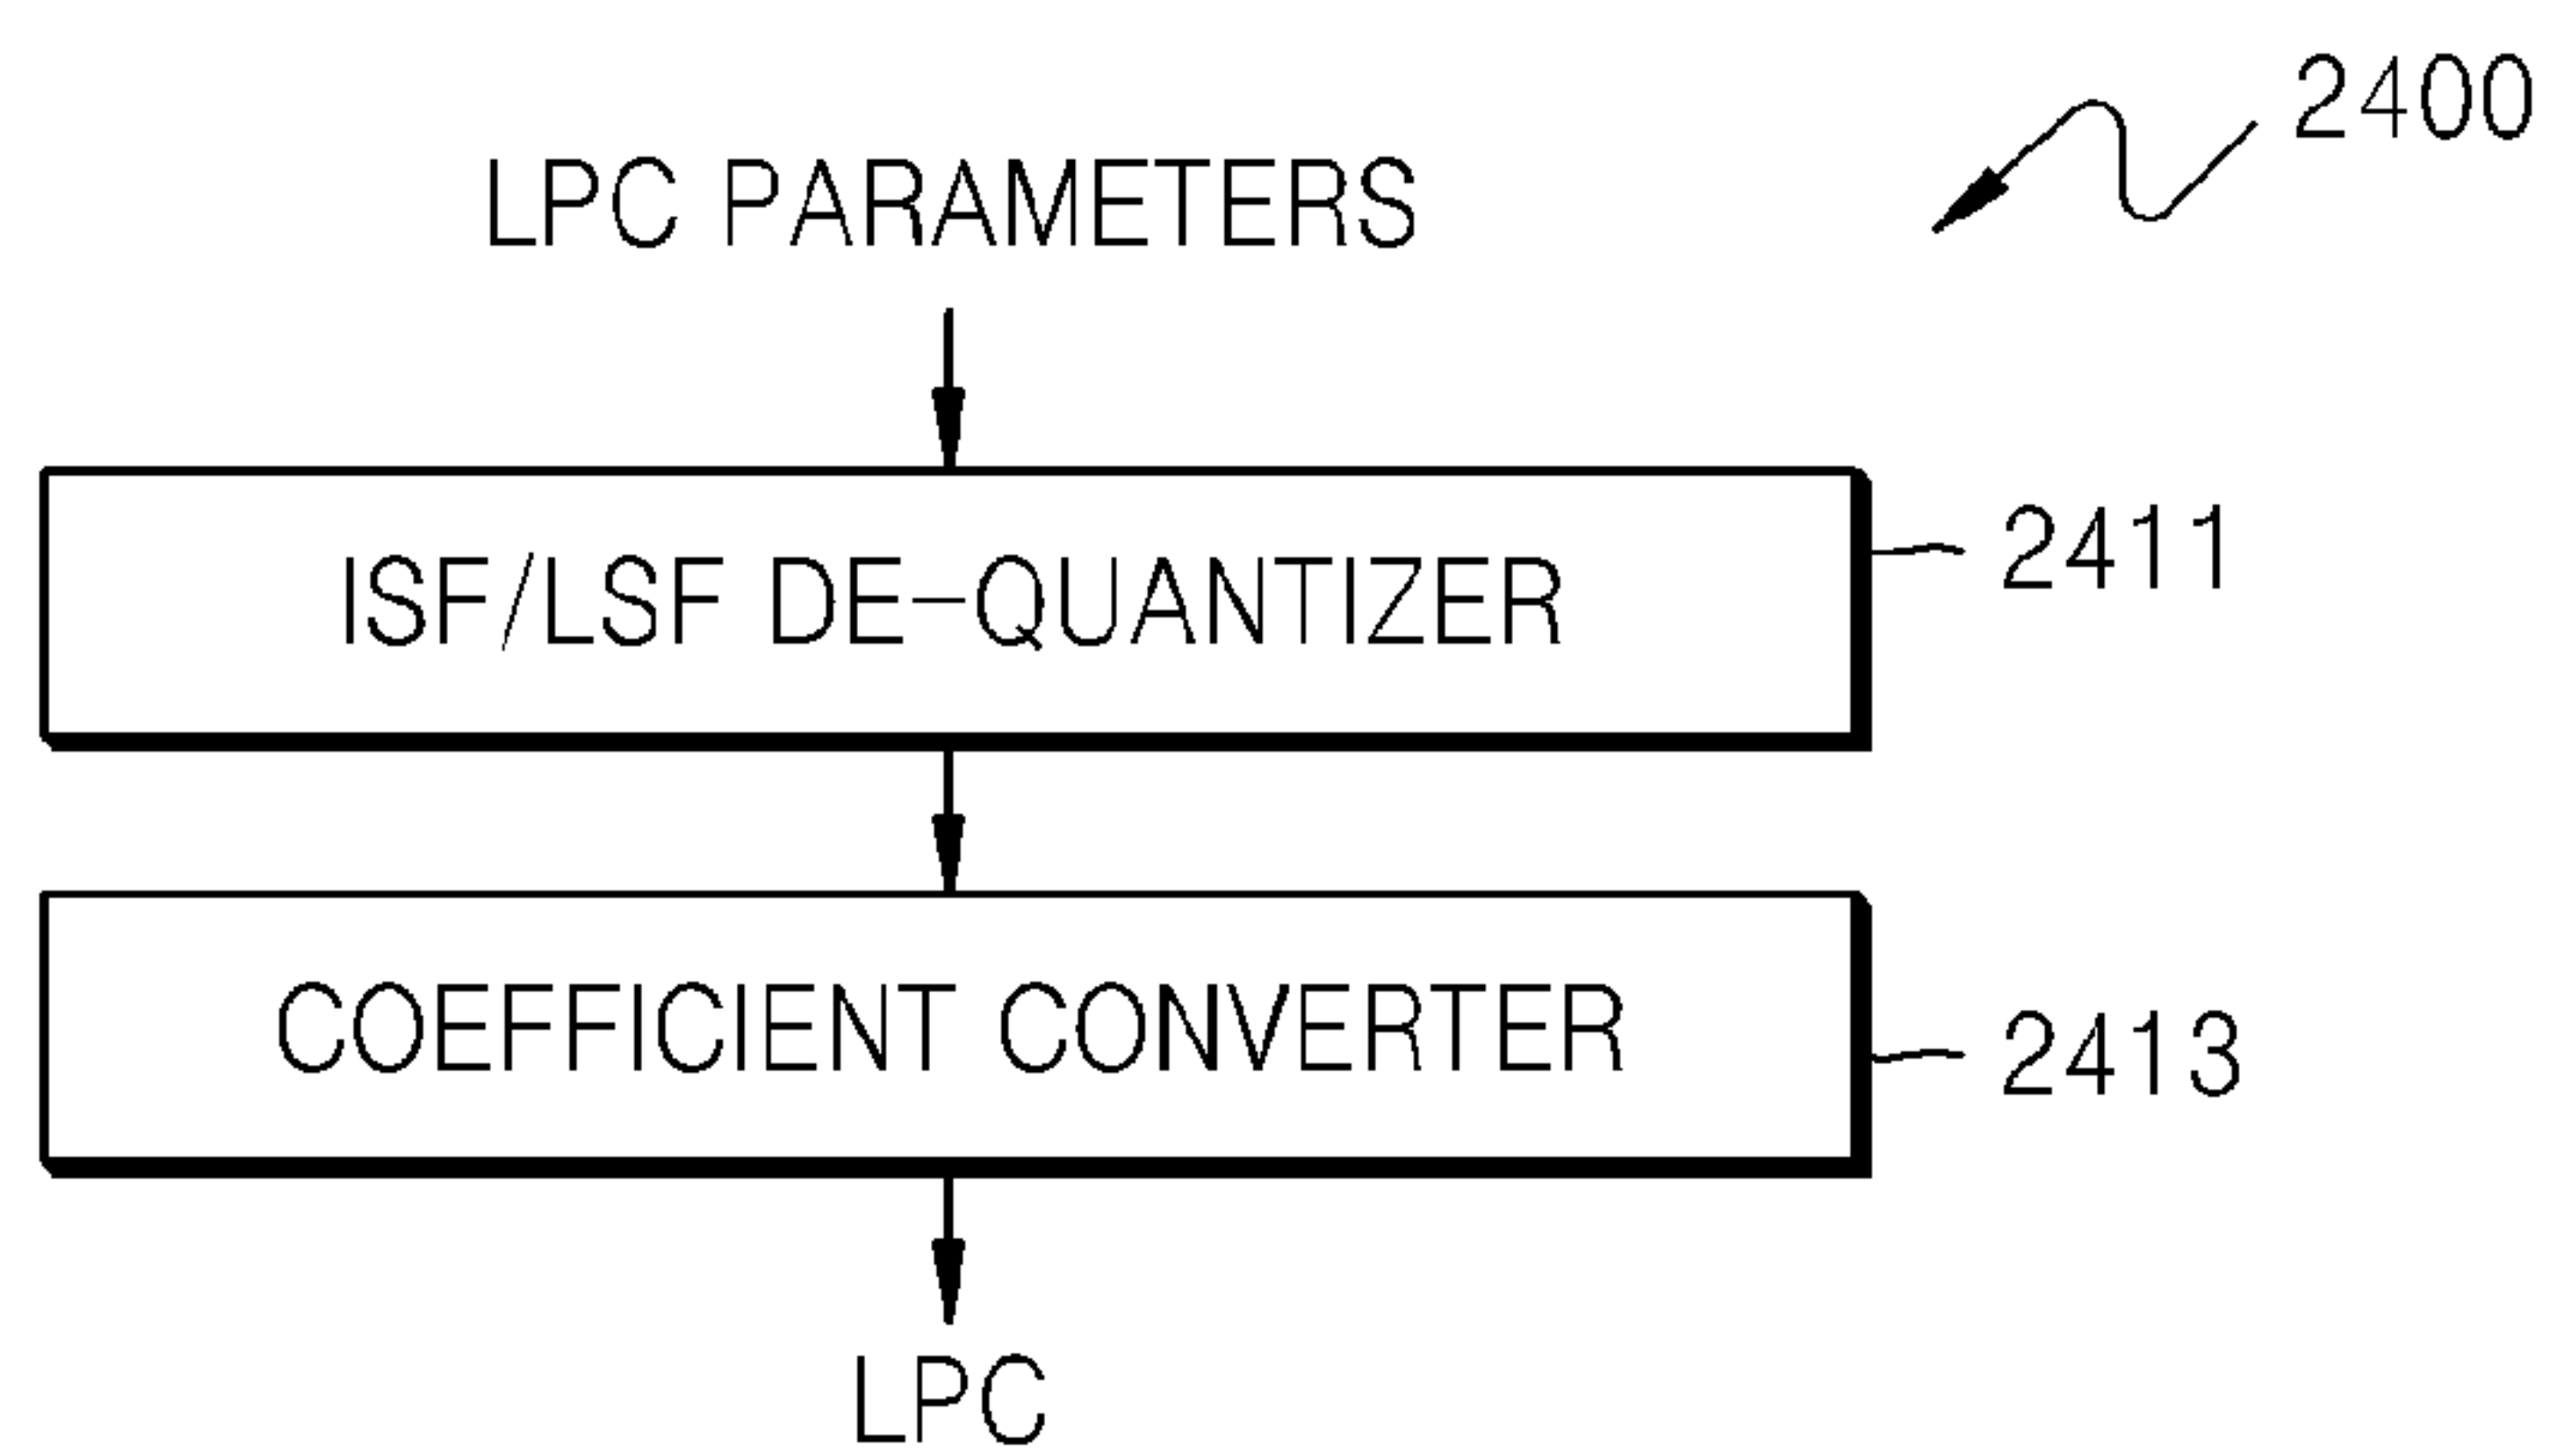 2400
LPC PARAMETERS
ISF/LSF DE-QUANTIZER
2411
COEFFICIENT CONVERTER
2413
LPC